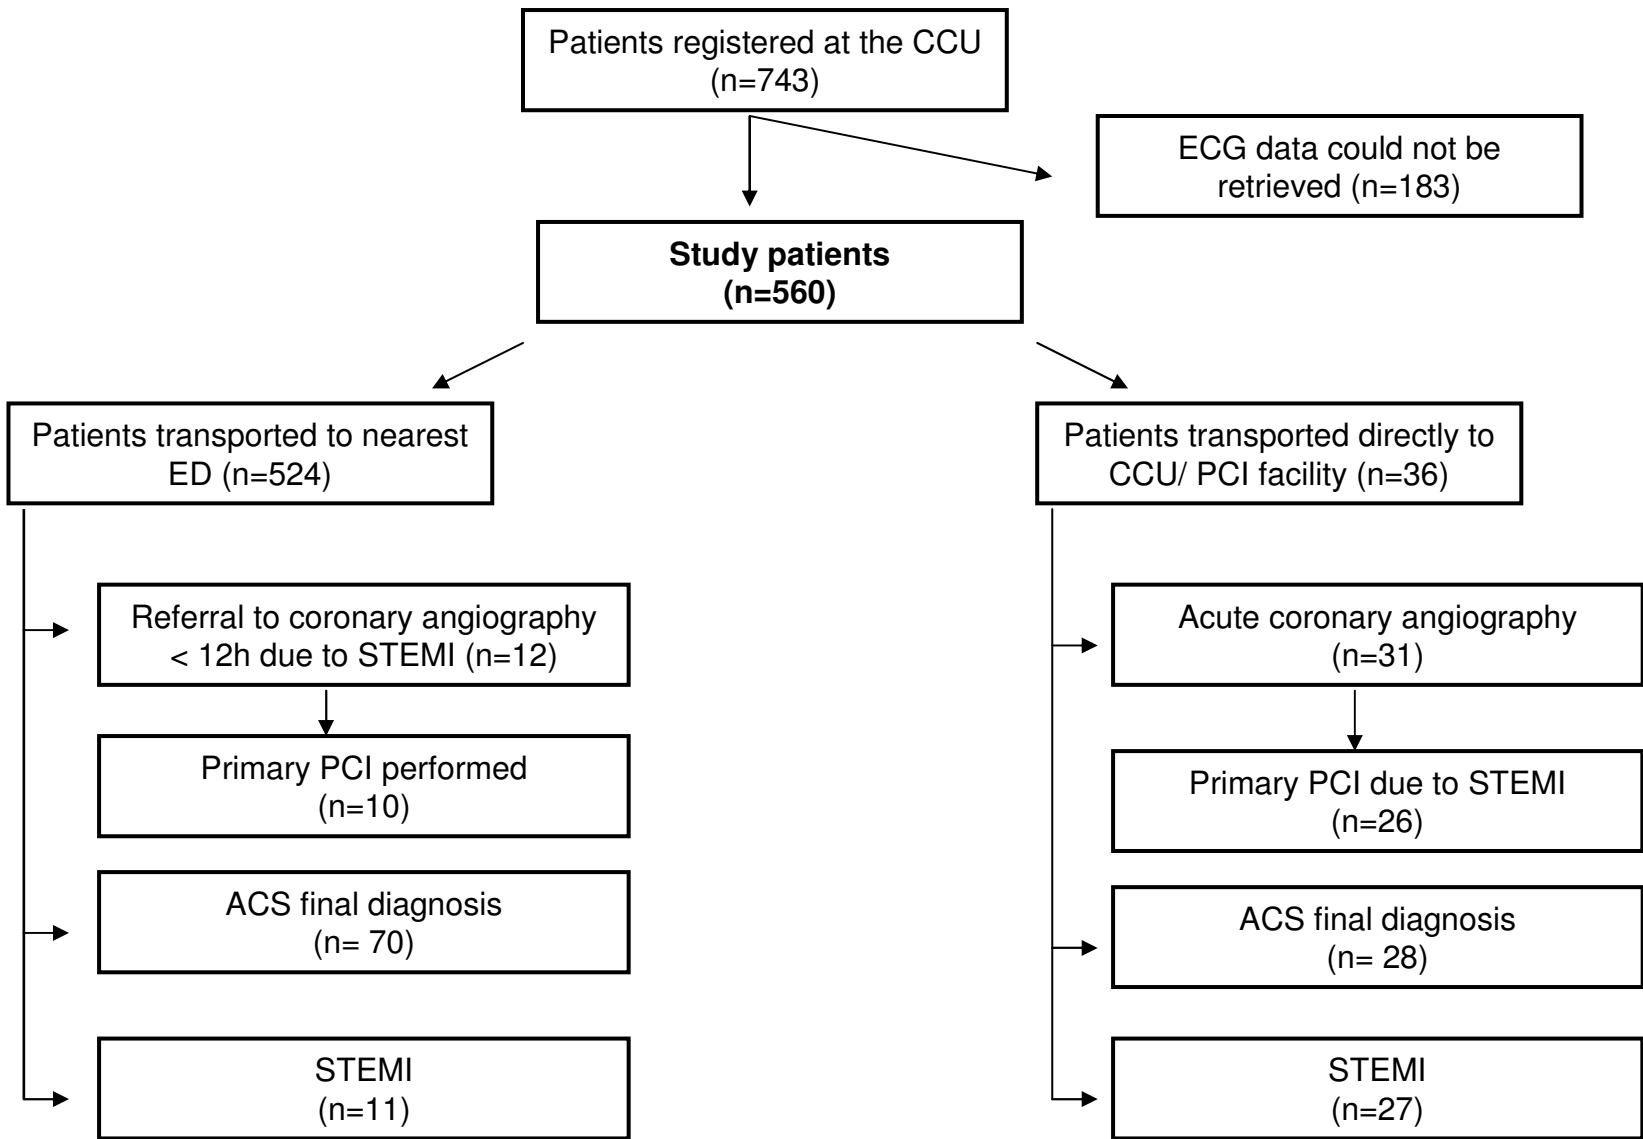 Patients registered at the CCU
(n=743)
ECG data could not be
retrieved (n=183)
Study patients
(n=560)
Patients transported to nearest
ED (n=524)
Patients transported directly to
CCU/ PCI facility (n=36)
Referral to coronary angiography
< 12h due to STEMI (n=12)
Primary PCI performed
(n=10)
ACS final diagnosis
(n= 70)
STEMI
(n=11)
Acute coronary angiography
(n=31)
Primary PCI due to STEMI
(n=26)
ACS final diagnosis
(n= 28)
STEMI
(n=27)